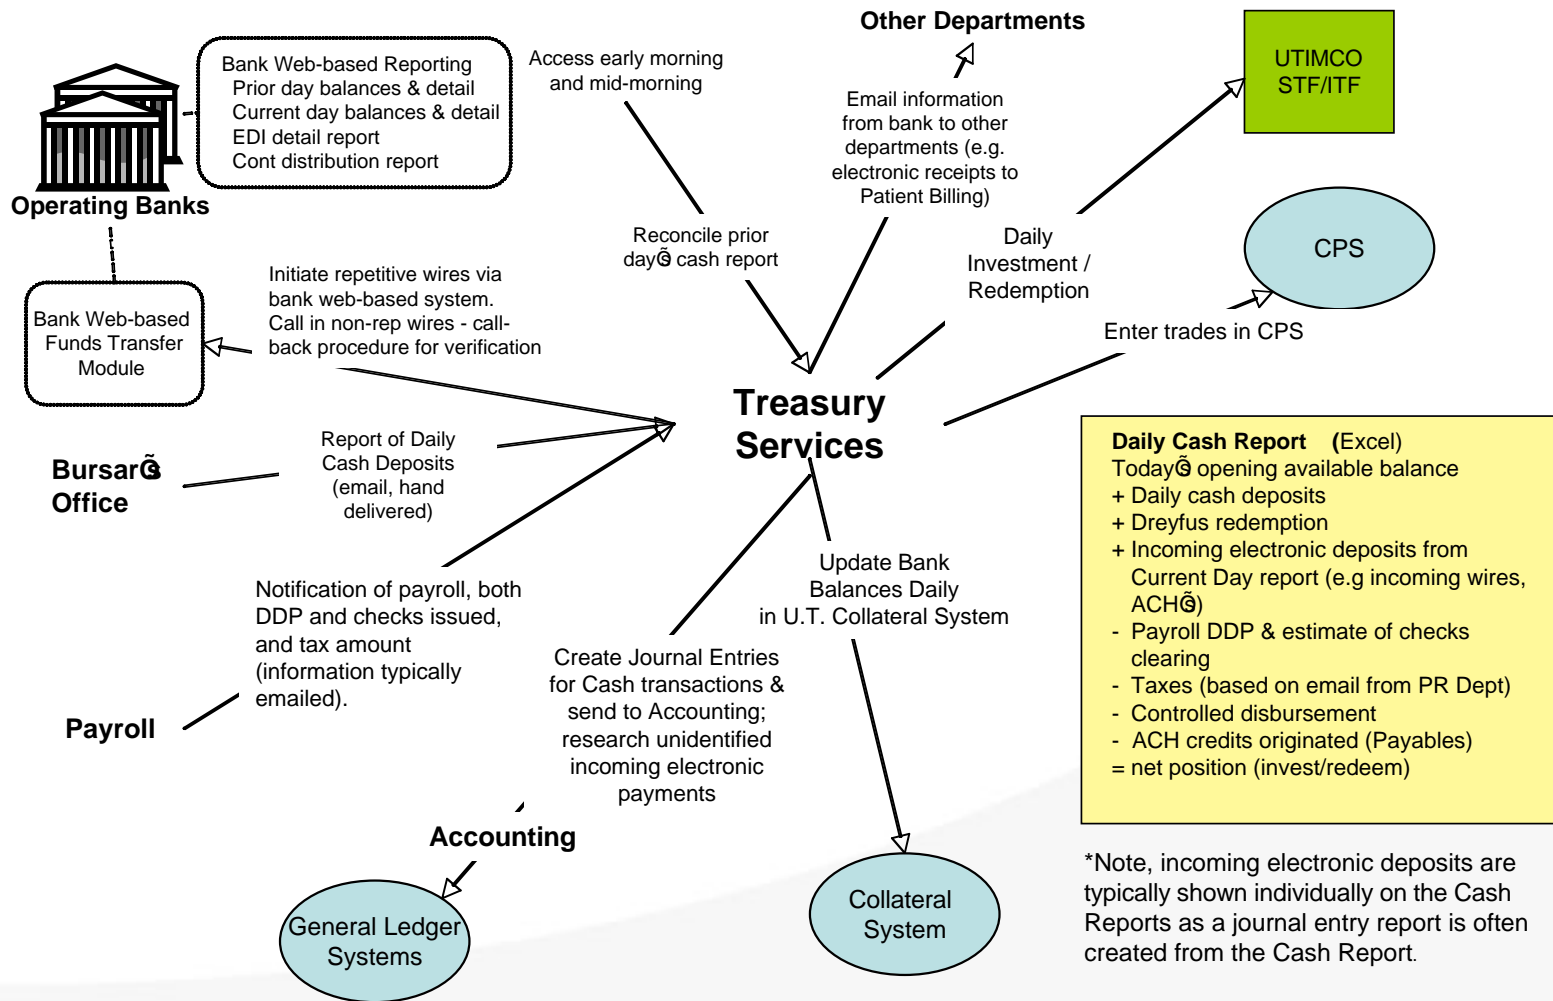 Other Departments
UTIMCO
STF/ITF
Bank Web-based Reporting
Prior day balances & detail
Current day balances & detail
EDI detail report
Cont distribution report
Access early morning
and mid-morning
Email information
from bank to other
departments (e.g.
electronic receipts to
Patient Billing)
Operating Banks
Reconcile prior
day's cash report
Daily
Investment /
Redemption
CPS
Initiate repetitive wires via
bank web-based system.
Call in non-rep wires - call-
back procedure for verification
Bank Web-based
Funds Transfer
Module
Enter trades in CPS
Treasury
Services
Report of Daily
Cash Deposits
(email, hand
delivered)
Bursar's
Office
Daily Cash Report (Excel)
Today's opening available balance
+ Daily cash deposits
+ Dreyfus redemption
+ Incoming electronic deposits from
Current Day report (e.g incoming wires,
ACH's)
- Payroll DDP & estimate of checks
clearing
- Taxes (based on email from PR Dept)
- Controlled disbursement
- ACH credits originated (Payables)
= net position (invest/redeem)
Notification of payroll, both
DDP and checks issued,
and tax amount
(information typically
emailed).
Update Bank
Balances Daily
in U.T. Collateral System
Create Journal Entries
for Cash transactions &
send to Accounting;
research unidentified
incoming electronic
payments
Payroll
Accounting
*Note, incoming electronic deposits are
typically shown individually on the Cash
Reports as a journal entry report is often
created from the Cash Report.
General Ledger
Systems
Collateral
System